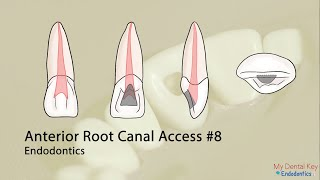 Anterior Root Canal Access #8
Endodontics
My Dental Key
Endodontics